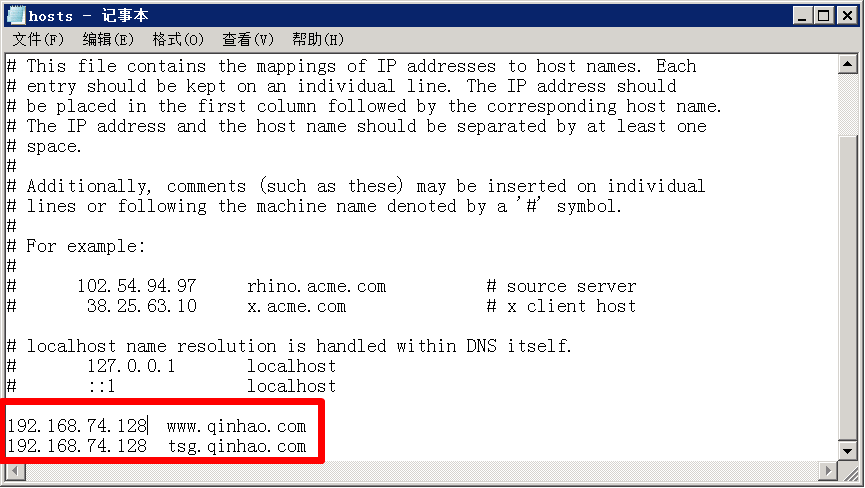 hosts - 记事本
文件(F) 编辑(E) 格式(O) 查看(V) 帮助(H)
# This file contains the mappings of IP addresses to host names. Each
# entry should be kept on an individual line. The IP address should
# be placed in the first column followed by the corresponding host name.
# The IP address and the host name should be separated by at least one
# space.
#
# Additionally, comments (such as these) may be inserted on individual
# lines or following the machine name denoted by a '#' symbol.
#
# For example:
#
#      102.54.94.97     rhino.acme.com          # source server
#       38.25.63.10     x.acme.com              # x client host
# localhost name resolution is handled within DNS itself.
#       127.0.0.1       localhost
#       ::1             localhost
192.168.74.128  www.qinhao.com
192.168.74.128  tsg.qinhao.com